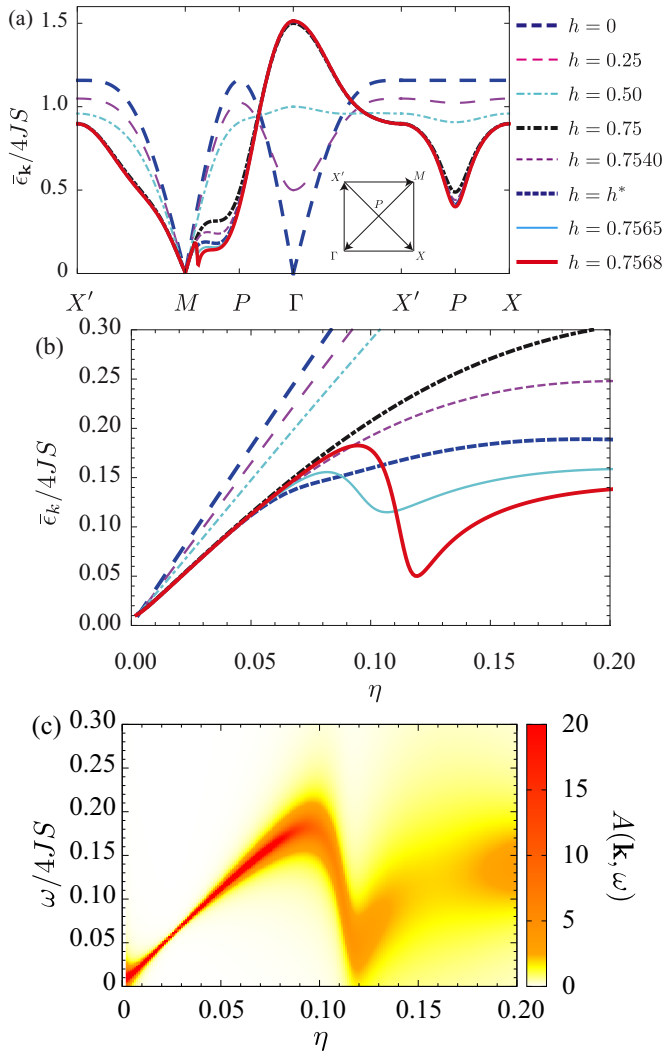 (a)
1.5
1.0
0.5
0
ϵ̄_𝐤/4JS
X′ M P Γ X′ P X
X′ M
P
Γ X
h = 0
h = 0.25
h = 0.50
h = 0.75
h = 0.7540
h = h*
h = 0.7565
h = 0.7568
(b)
0.30
0.25
0.20
0.15
0.10
0.05
0.00
ϵ̄_k/4JS
0.00 0.05 0.10 0.15 0.20
η
(c)
0.30
0.25
0.20
0.15
0.10
0.05
0
ω/4JS
0 0.05 0.10 0.15 0.20
η
20
15
10
5
0
A(𝐤, ω)